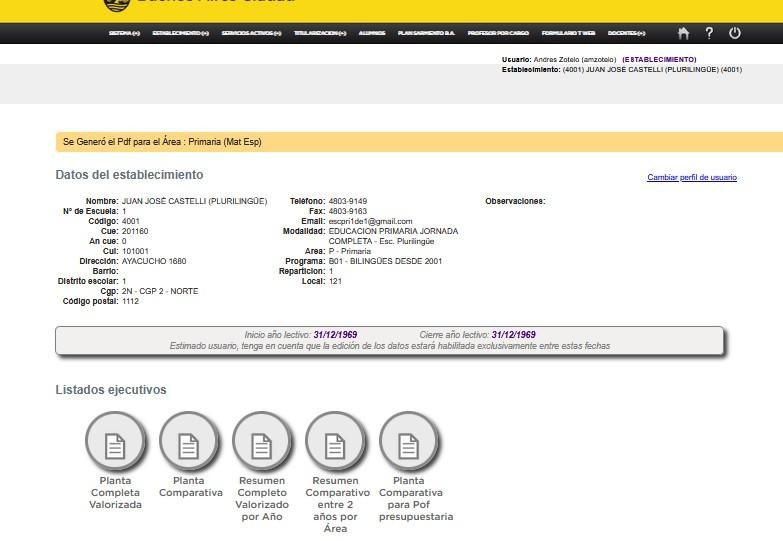 SISTEMA (+) ESTABLECIMIENTO (+) SERVICIOS ACTIVOS (+) TITULARIZACION (+) ALUMNOS PLAN SARMIENTO B.A. PROFESOR POR CARGO FORMULARIO T WEB DOCENTES (+)
Usuario: Andres Zotelo (amzotelo) (ESTABLECIMIENTO)
Establecimiento: (4001) JUAN JOSÉ CASTELLI (PLURILINGÜE) (4001)
Se Generó el Pdf para el Área : Primaria (Mat Esp)
Datos del establecimiento
Cambiar perfil de usuario
Nombre: JUAN JOSÉ CASTELLI (PLURILINGÜE) Teléfono: 4803-9149 Observaciones:
Nº de Escuela: 1 Fax: 4803-9163
Código: 4001 Email: escpri1de1@gmail.com
Cue: 201160 Modalidad: EDUCACION PRIMARIA JORNADA
An cue: 0 COMPLETA - Esc. Plurilingüe
Cui: 101001 Area: P - Primaria
Dirección: AYACUCHO 1680 Programa: B01 - BILINGÜES DESDE 2001
Barrio: Reparticion: 1
Distrito escolar: 1 Local: 121
Cgp: 2N - CGP 2 - NORTE
Código postal: 1112
Inicio año lectivo: 31/12/1969 Cierre año lectivo: 31/12/1969
Estimado usuario, tenga en cuenta que la edición de los datos estará habilitada exclusivamente entre estas fechas
Listados ejecutivos
Planta Completa Valorizada
Planta Comparativa
Resumen Completo Valorizado por Año
Resumen Comparativo entre 2 años por Área
Planta Comparativa para Pof presupuestaria